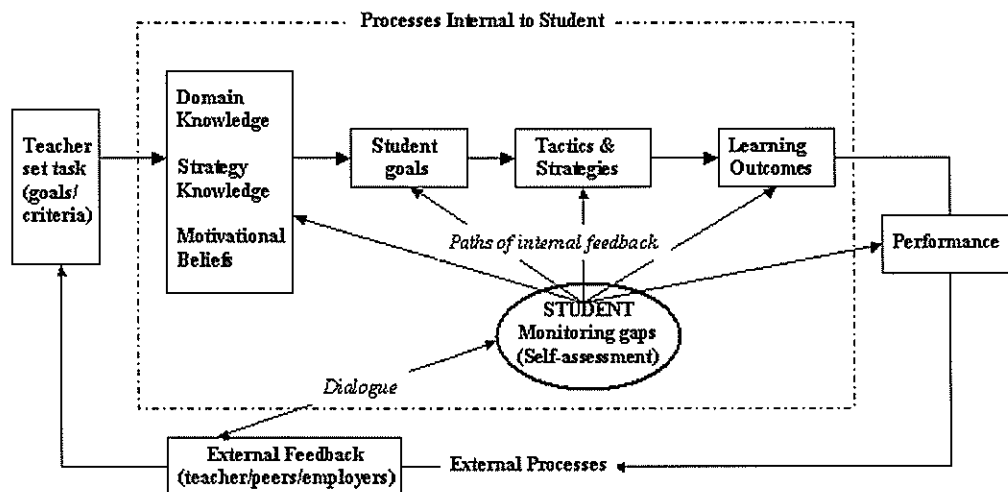 Processes Internal to Student
Teacher
set task
(goals/
criteria)
Domain
Knowledge
Strategy
Knowledge
Motivational
Beliefs
Student
goals
Tactics &
Strategies
Learning
Outcomes
Performance
Paths of internal feedback
STUDENT
Monitoring gaps
(Self-assessment)
Dialogue
External Feedback
(teacher/peers/employers)
External Processes